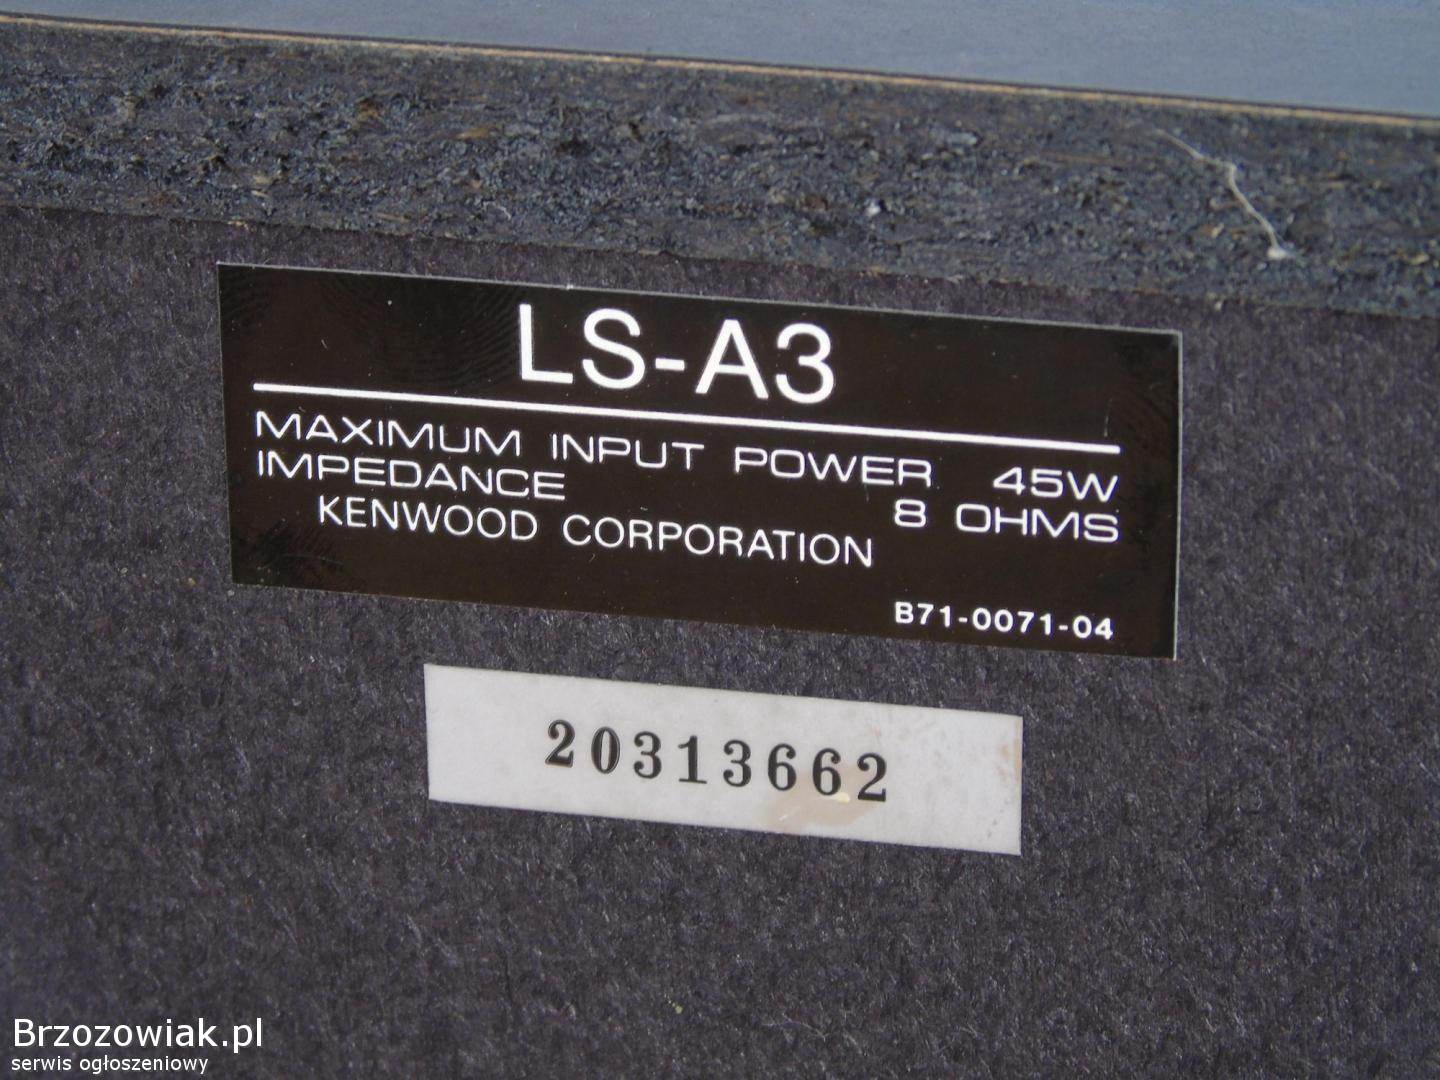 LS-A3
MAXIMUM INPUT POWER 45W
IMPEDANCE 8 OHMS
KENWOOD CORPORATION
B71-0071-04
20313662
Brzozowiak.pl
serwis ogłoszeniowy